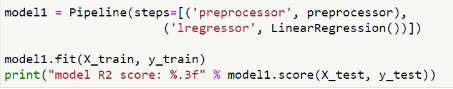 model1 = Pipeline(steps=[('preprocessor', preprocessor),
('lregressor', LinearRegression())])
model1.fit(X_train, y_train)
print("model R2 score: %.3f" % model1.score(X_test, y_test))